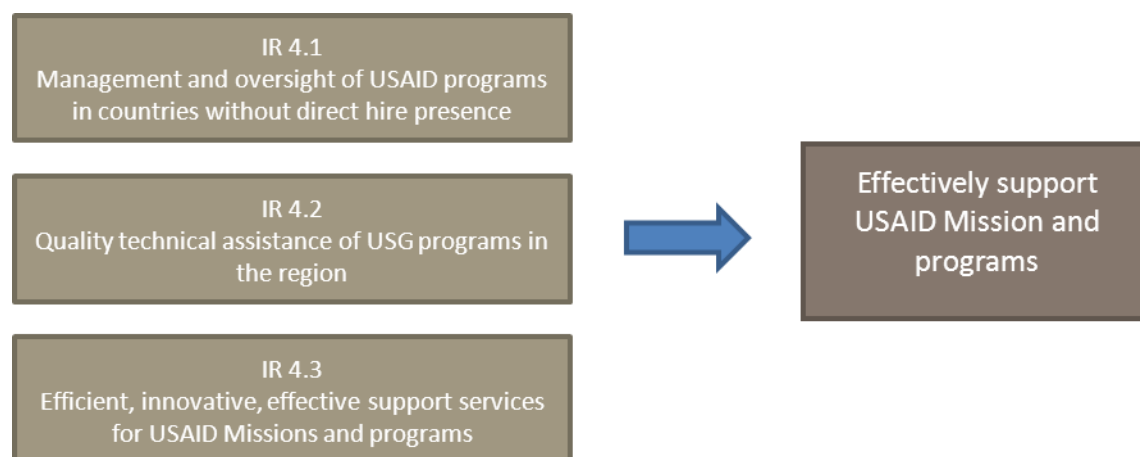 IR 4.1
Management and oversight of USAID programs
in countries without direct hire presence
IR 4.2
Quality technical assistance of USG programs in
the region
IR 4.3
Efficient, innovative, effective support services
for USAID Missions and programs
Effectively support
USAID Mission and
programs